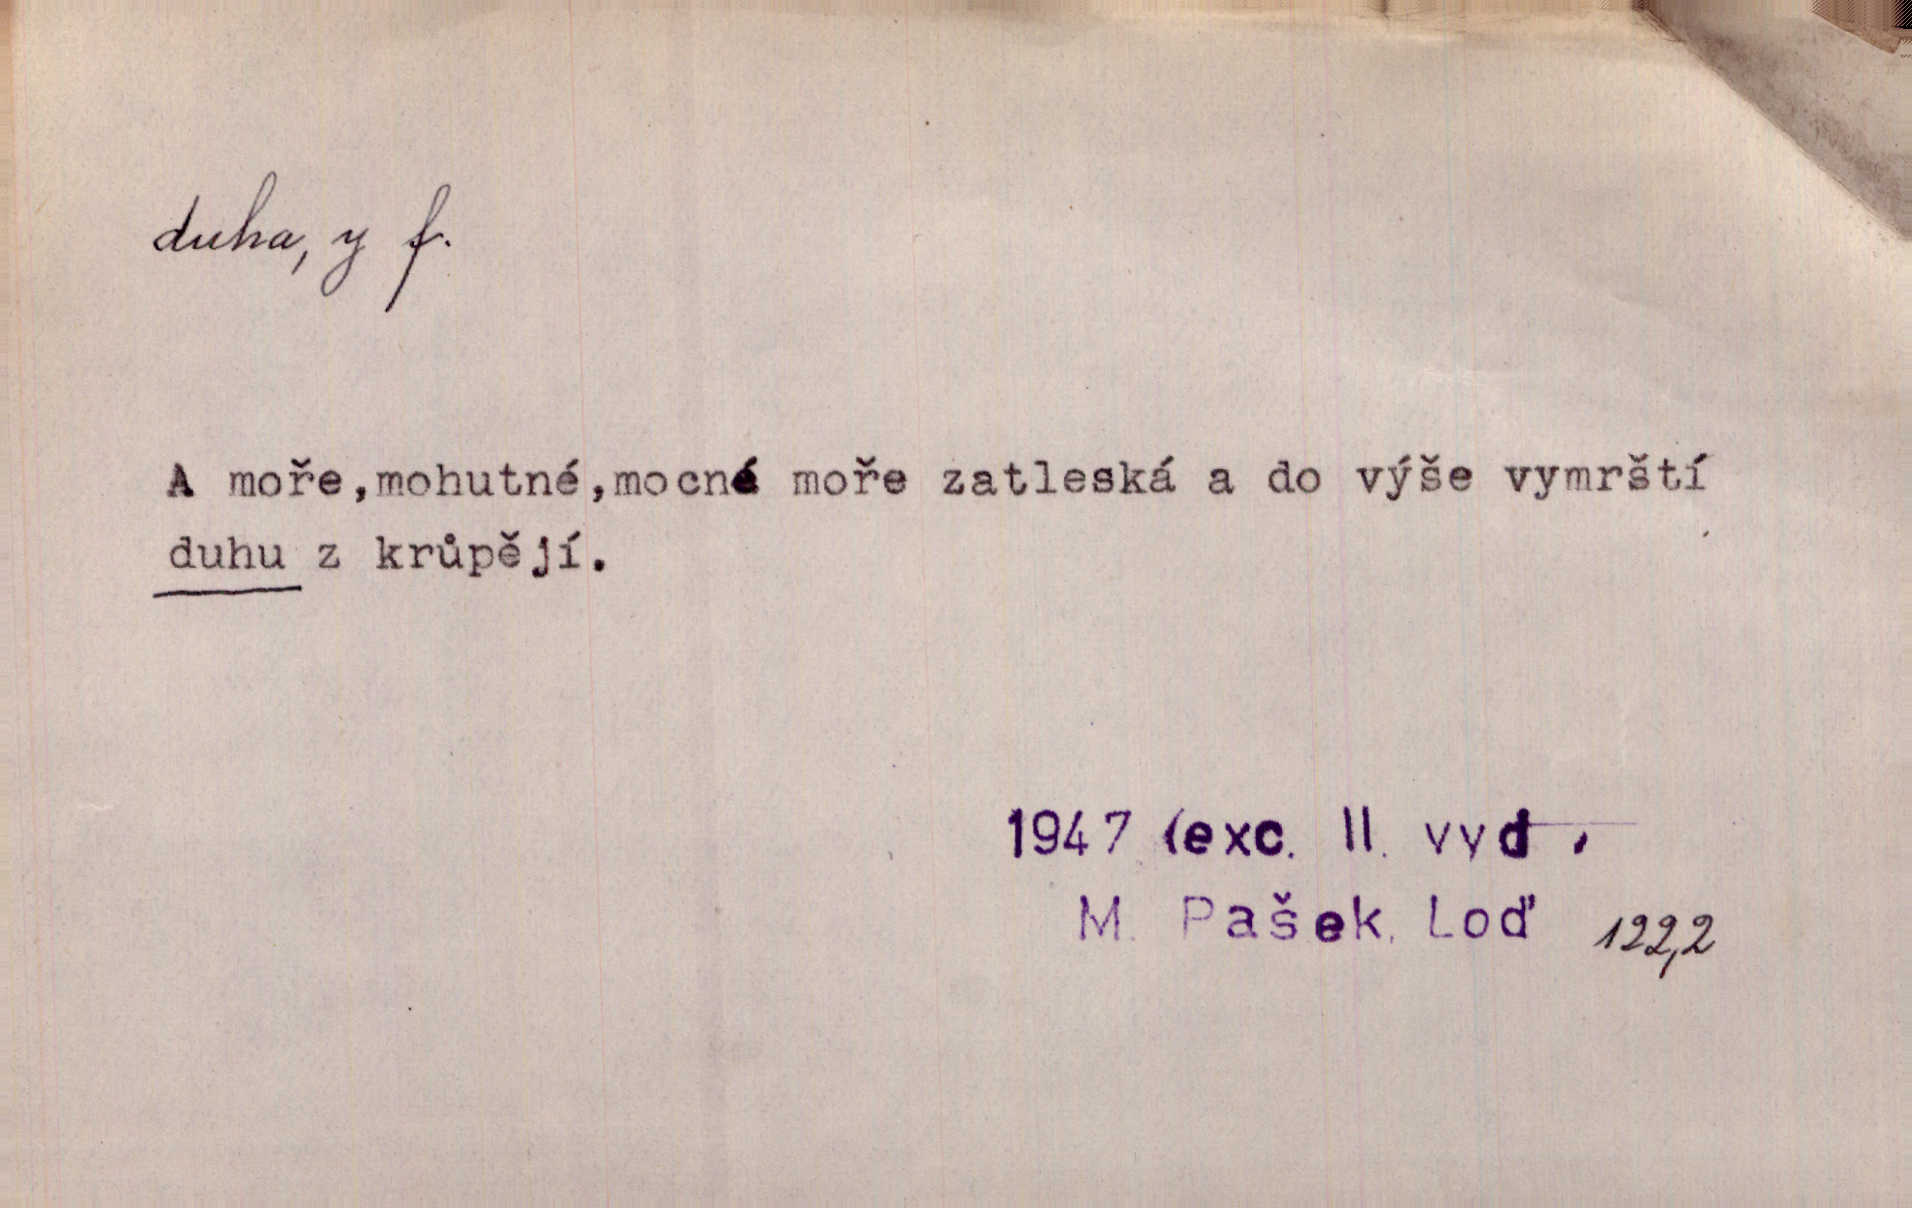 duha, y f.
A moře,mohutné,mocné moře zatleská a do výše vymrští
duhu z krůpějí.
1947 (exc. II. vyd.
M. Pašek, Loď 122,2